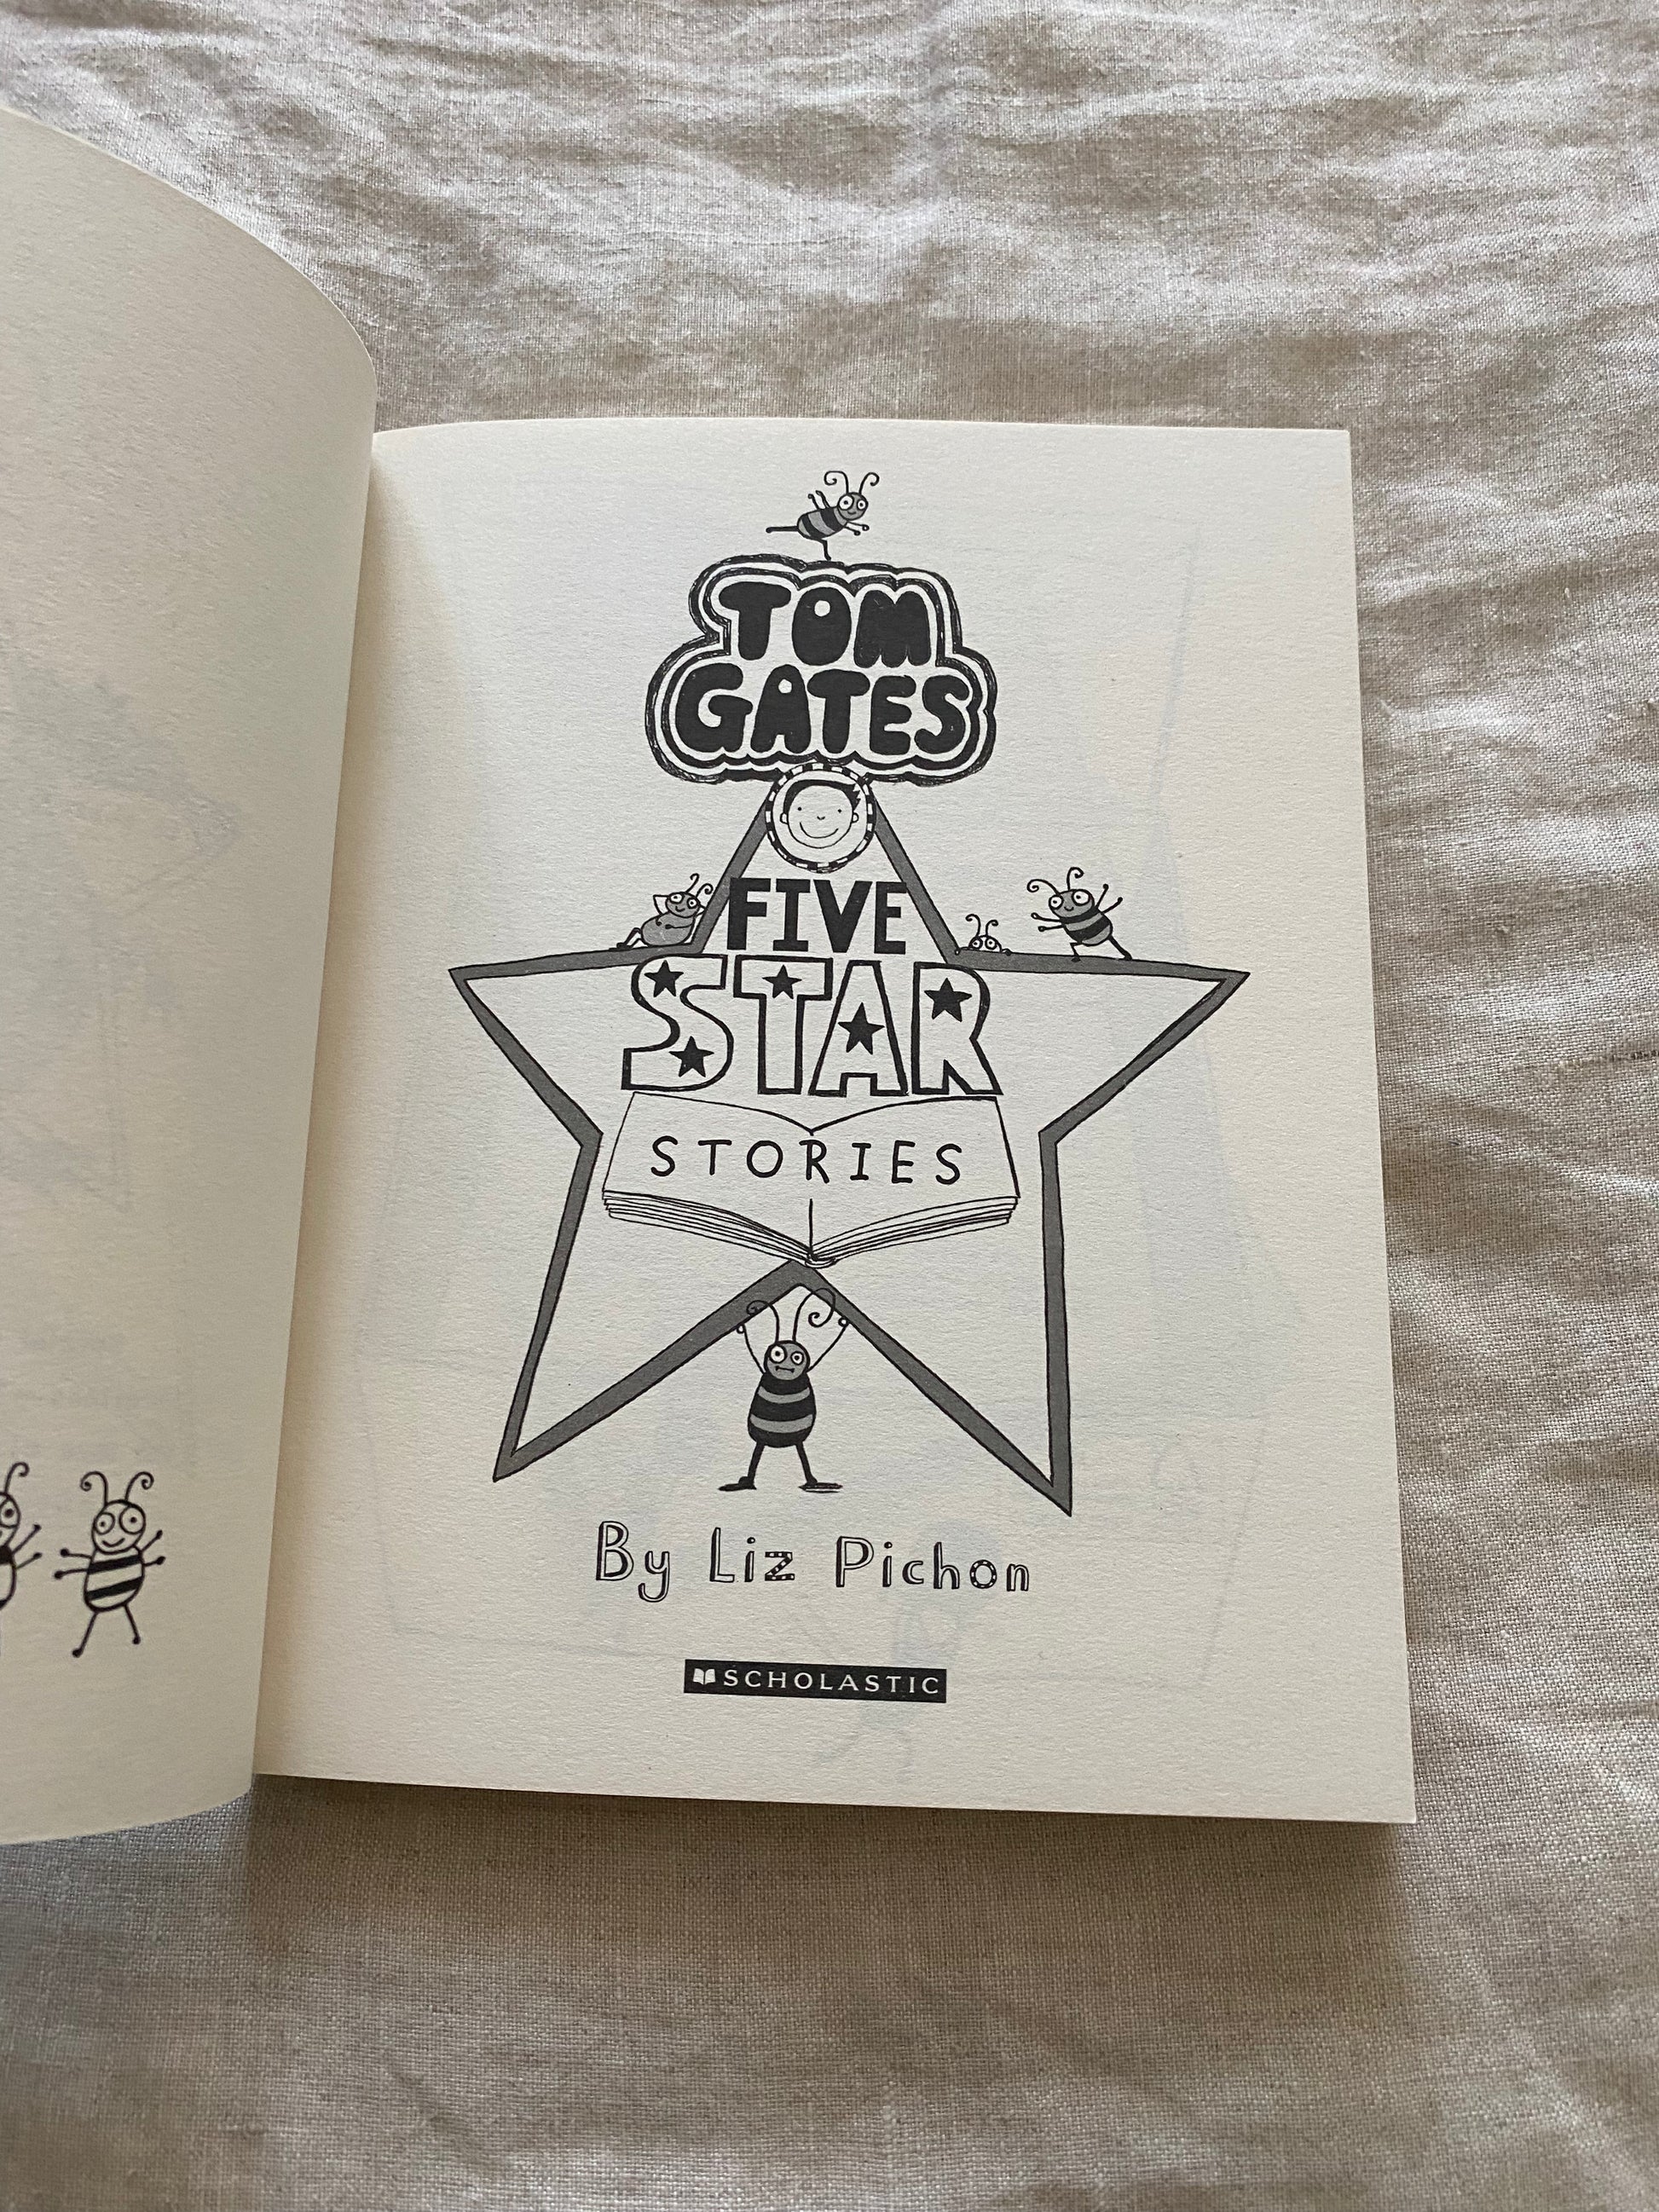 TOM
GATES
FIVE
STAR
STORIES
By Liz Pichon
SCHOLASTIC